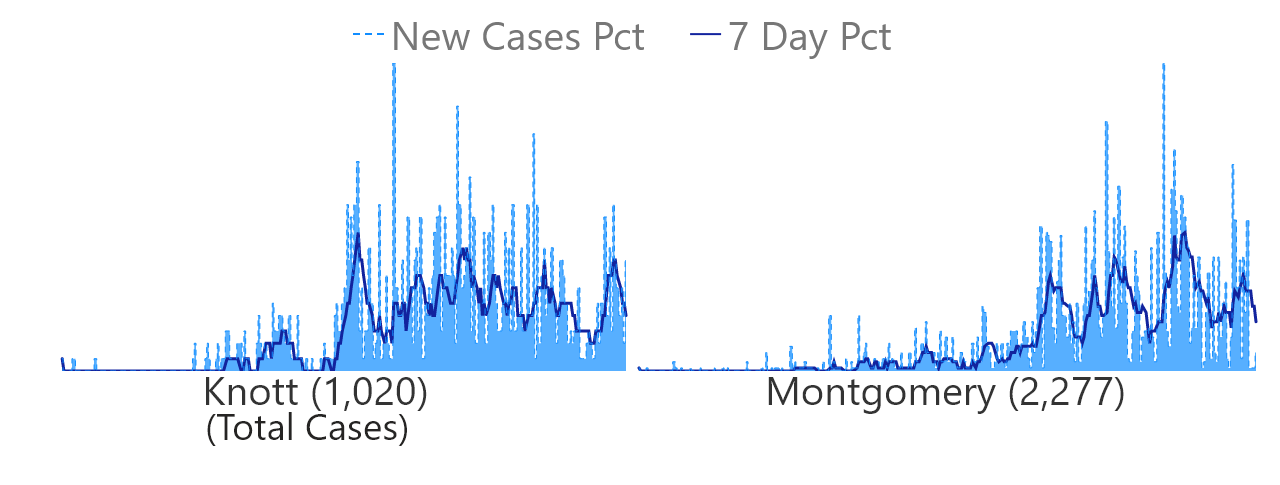 New Cases Pct 7 Day Pct
Knott (1,020) Montgomery (2,277)
(Total Cases)